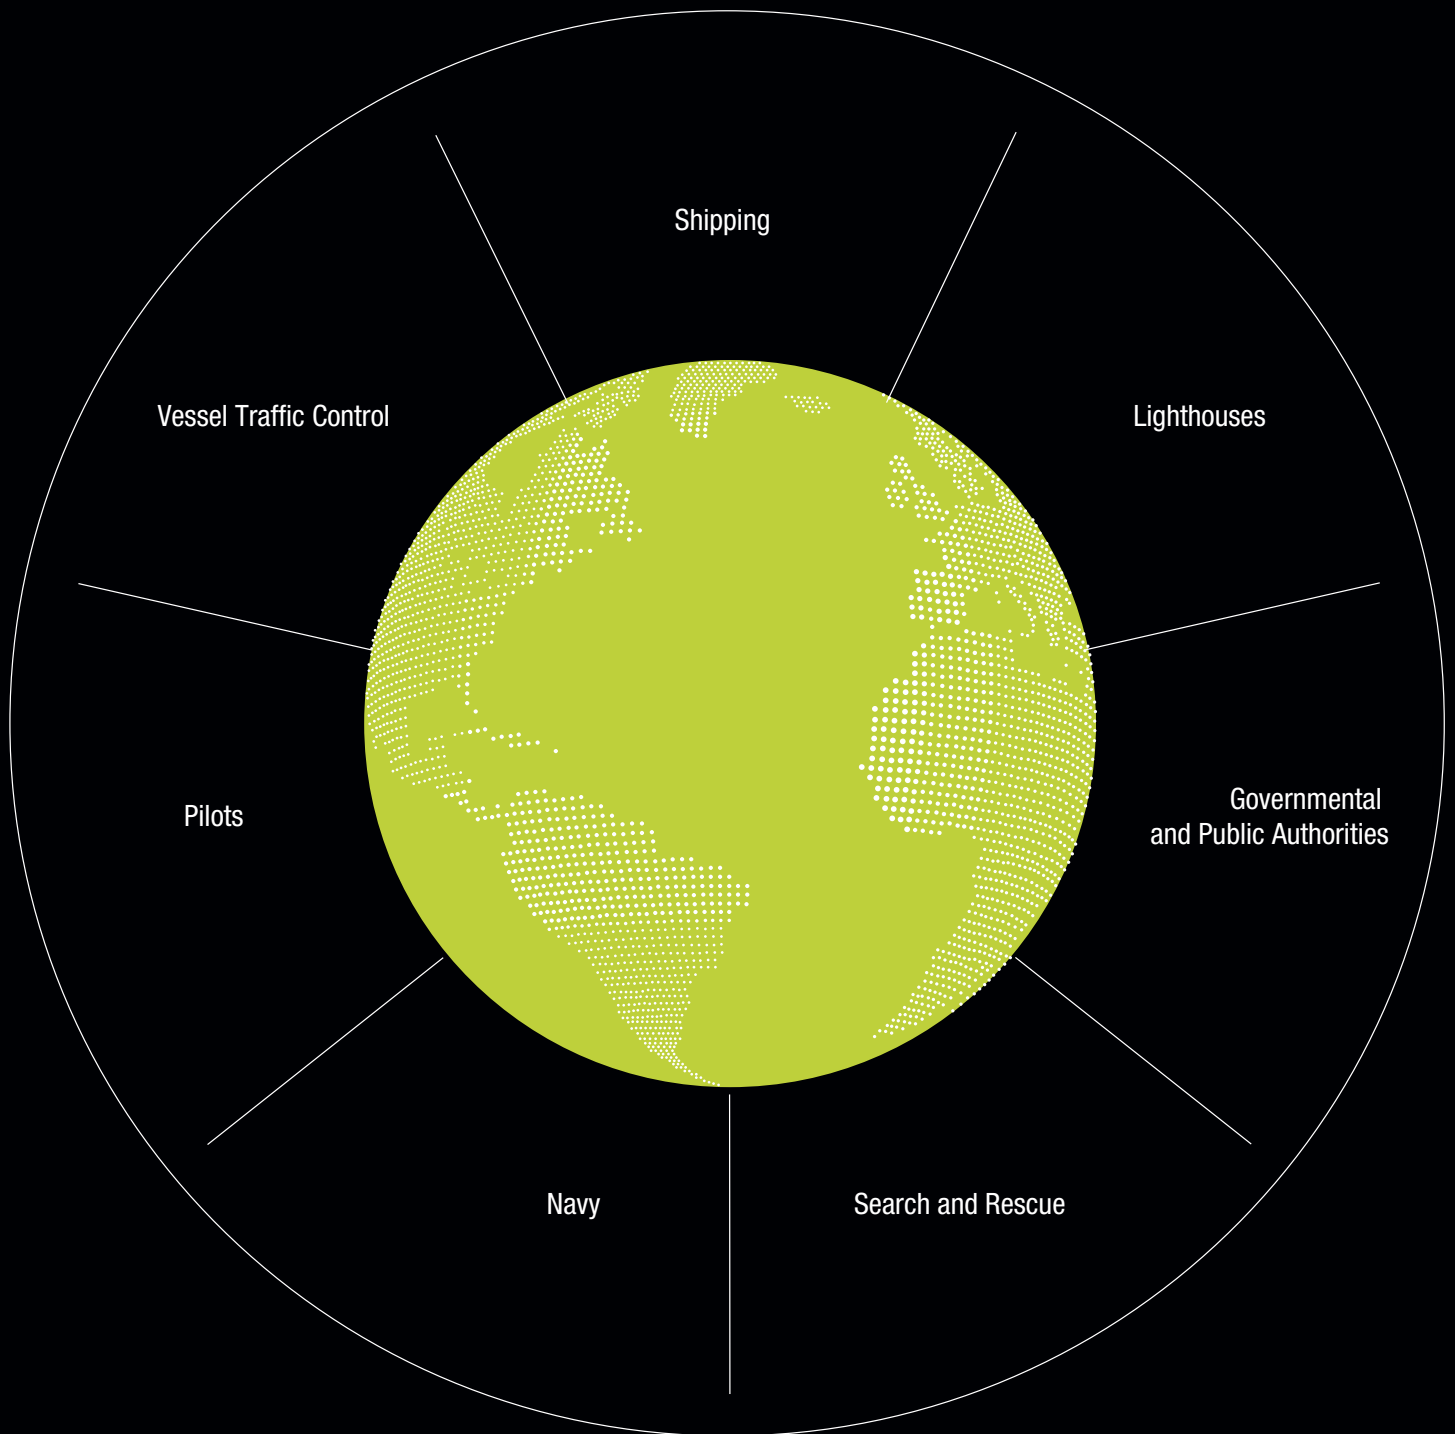 Shipping
Vessel Traffic Control
Lighthouses
Pilots
Governmental
and Public Authorities
Navy
Search and Rescue